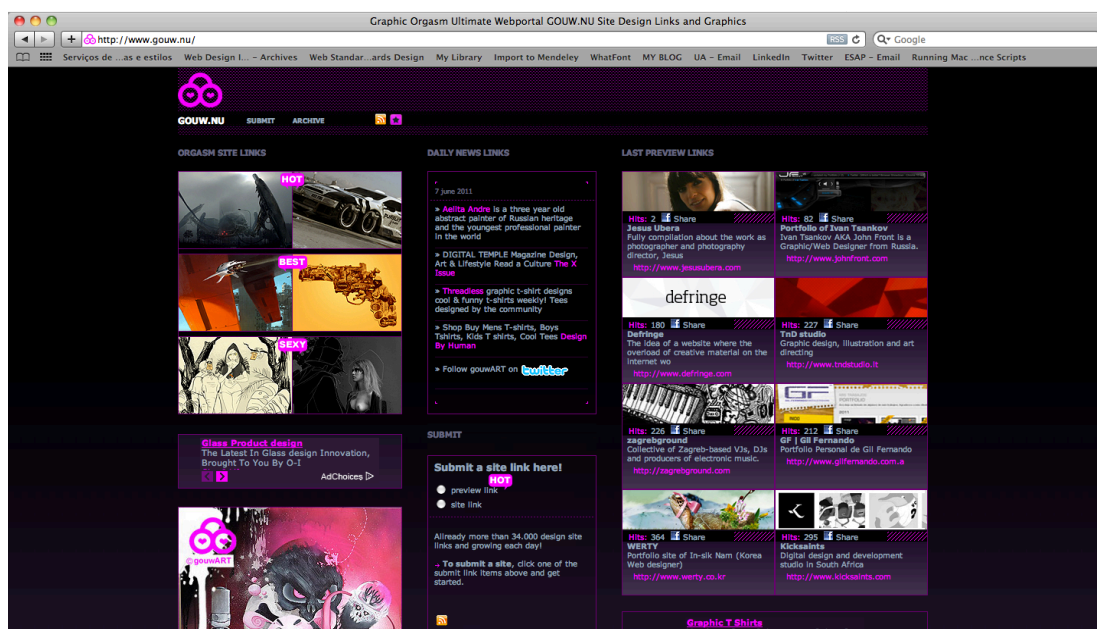 Graphic Orgasm Ultimate Webportal GOUW.NU Site Design Links and Graphics
http://www.gouw.nu/
RSS
Google
Serviços de ...as e estilos Web Design I... – Archives Web Standar...ards Design My Library Import to Mendeley WhatFont MY BLOG UA – Email LinkedIn Twitter ESAP – Email Running Mac ...nce Scripts
GOUW.NU SUBMIT ARCHIVE
ORGASM SITE LINKS
HOT
BEST
SEXY
Glass Product design
The Latest In Glass design Innovation,
Brought To You By O-I
AdChoices
©gouwART
DAILY NEWS LINKS
7 june 2011
» Aelita Andre is a three year old
abstract painter of Russian heritage
and the youngest professional painter
in the world
» DIGITAL TEMPLE Magazine Design,
Art & Lifestyle Read a Culture The X
Issue
» Threadless graphic t-shirt designs
cool & funny t-shirts weekly! Tees
designed by the community
» Shop Buy Mens T-shirts, Boys
Tshirts, Kids T shirts, Cool Tees Design
By Human
» Follow gouwART on twitter
SUBMIT
Submit a site link here!
HOT
preview link
site link
Allready more than 34.000 design site
links and growing each day!
→ To submit a site, click one of the
submit link items above and get
started.
LAST PREVIEW LINKS
Hits: 2 Share
Jesus Ubera
Fully compilation about the work as
photographer and photography
director, Jesus
http://www.jesusubera.com
Hits: 82 Share
Portfolio of Ivan Tsankov
Ivan Tsankov AKA John Front is a
Graphic/Web Designer from Russia.
http://www.johnfront.com
defringe
Hits: 180 Share
Defringe
The idea of a website where the
overload of creative material on the
internet wo
http://www.defringe.com
Hits: 227 Share
TnD studio
Graphic design, illustration and art
directing
http://www.tndstudio.it
Hits: 226 Share
zagrebground
Collective of Zagreb-based VJs, DJs
and producers of electronic music.
http://zagrebground.com
GF
PORTFOLIO
2011
Hits: 212 Share
GF | Gil Fernando
Portfolio Personal de Gil Fernando
http://www.gilfernando.com.a
Hits: 364 Share
WERTY
Portfolio site of In-sik Nam (Korea
Web designer)
http://www.werty.co.kr
Hits: 295 Share
Kicksaints
Digital design and development
studio in South Africa
http://www.kicksaints.com
Graphic T Shirts